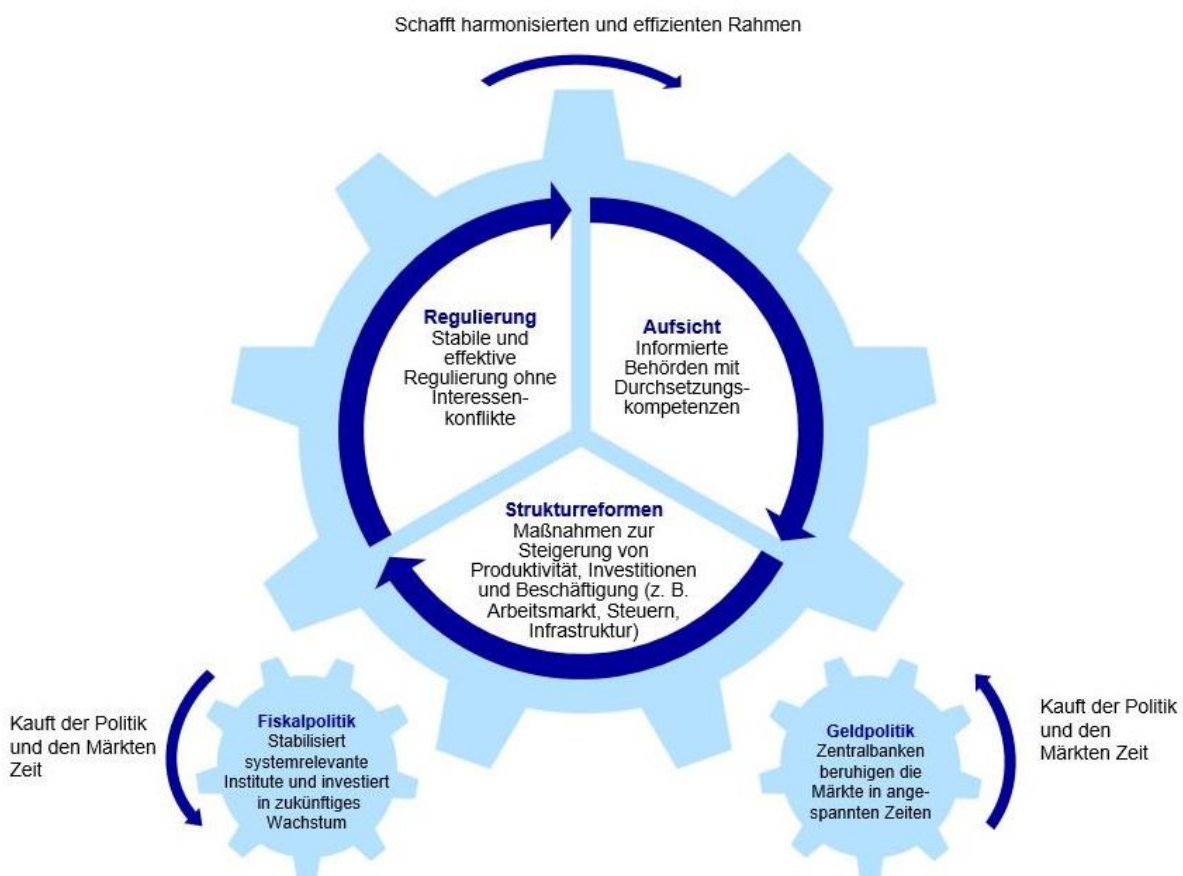 Schafft harmonisierten und effizienten Rahmen
Regulierung
Stabile und
effektive
Regulierung ohne
Interessen-
konflikte
Aufsicht
Informierte
Behörden mit
Durchsetzungs-
kompetenzen
Strukturreformen
Maßnahmen zur
Steigerung von
Produktivität, Investitionen
und Beschäftigung (z. B.
Arbeitsmarkt, Steuern,
Infrastruktur)
Kauft der Politik
und den Märkten
Zeit
Fiskalpolitik
Stabilisiert
systemrelevante
Institute und investiert
in zukünftiges
Wachstum
Geldpolitik
Zentralbanken
beruhigen die
Märkte in ange-
spannten Zeiten
Kauft der Politik
und den
Märkten Zeit